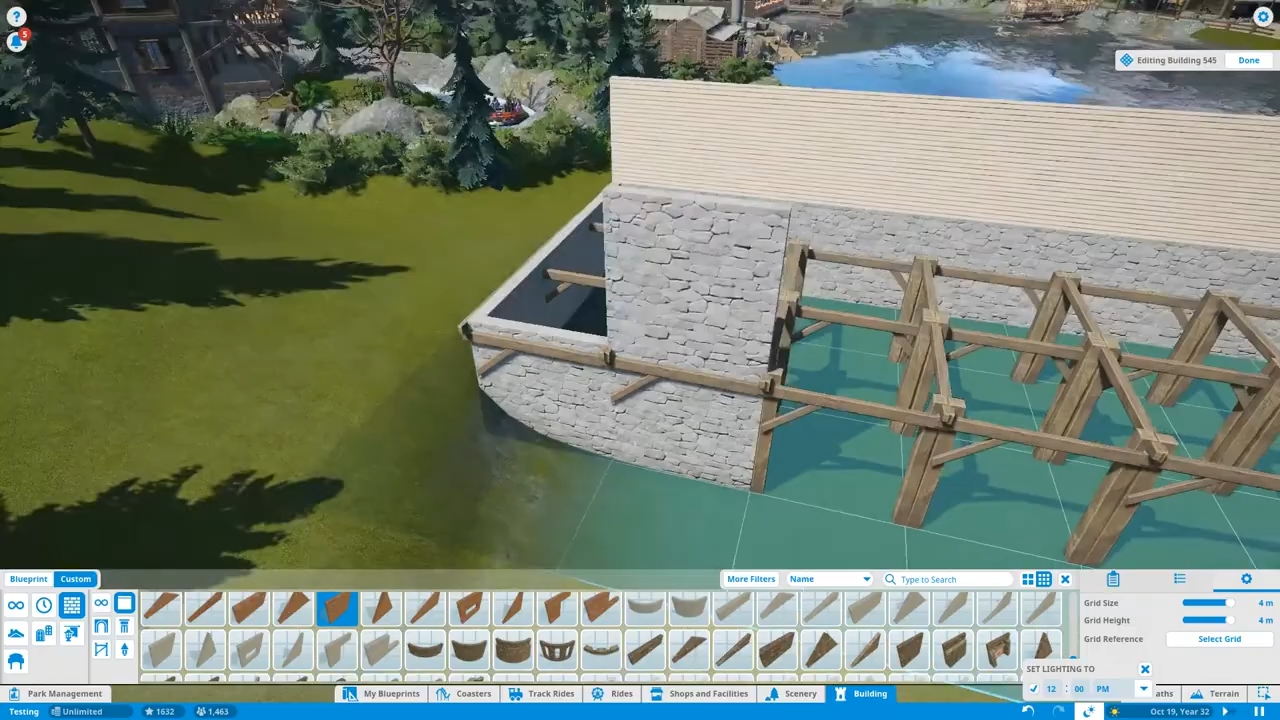 ?
5
Editing Building 545 Done
Blueprint Custom
More Filters Name Type to Search
Grid Size 4 m
Grid Height 4 m
Grid Reference Select Grid
SET LIGHTING TO
12 : 00 PM
Park Management My Blueprints Coasters Track Rides Rides Shops and Facilities Scenery Building aths Terrain
Testing Unlimited 1632 1,463 Oct 19, Year 32